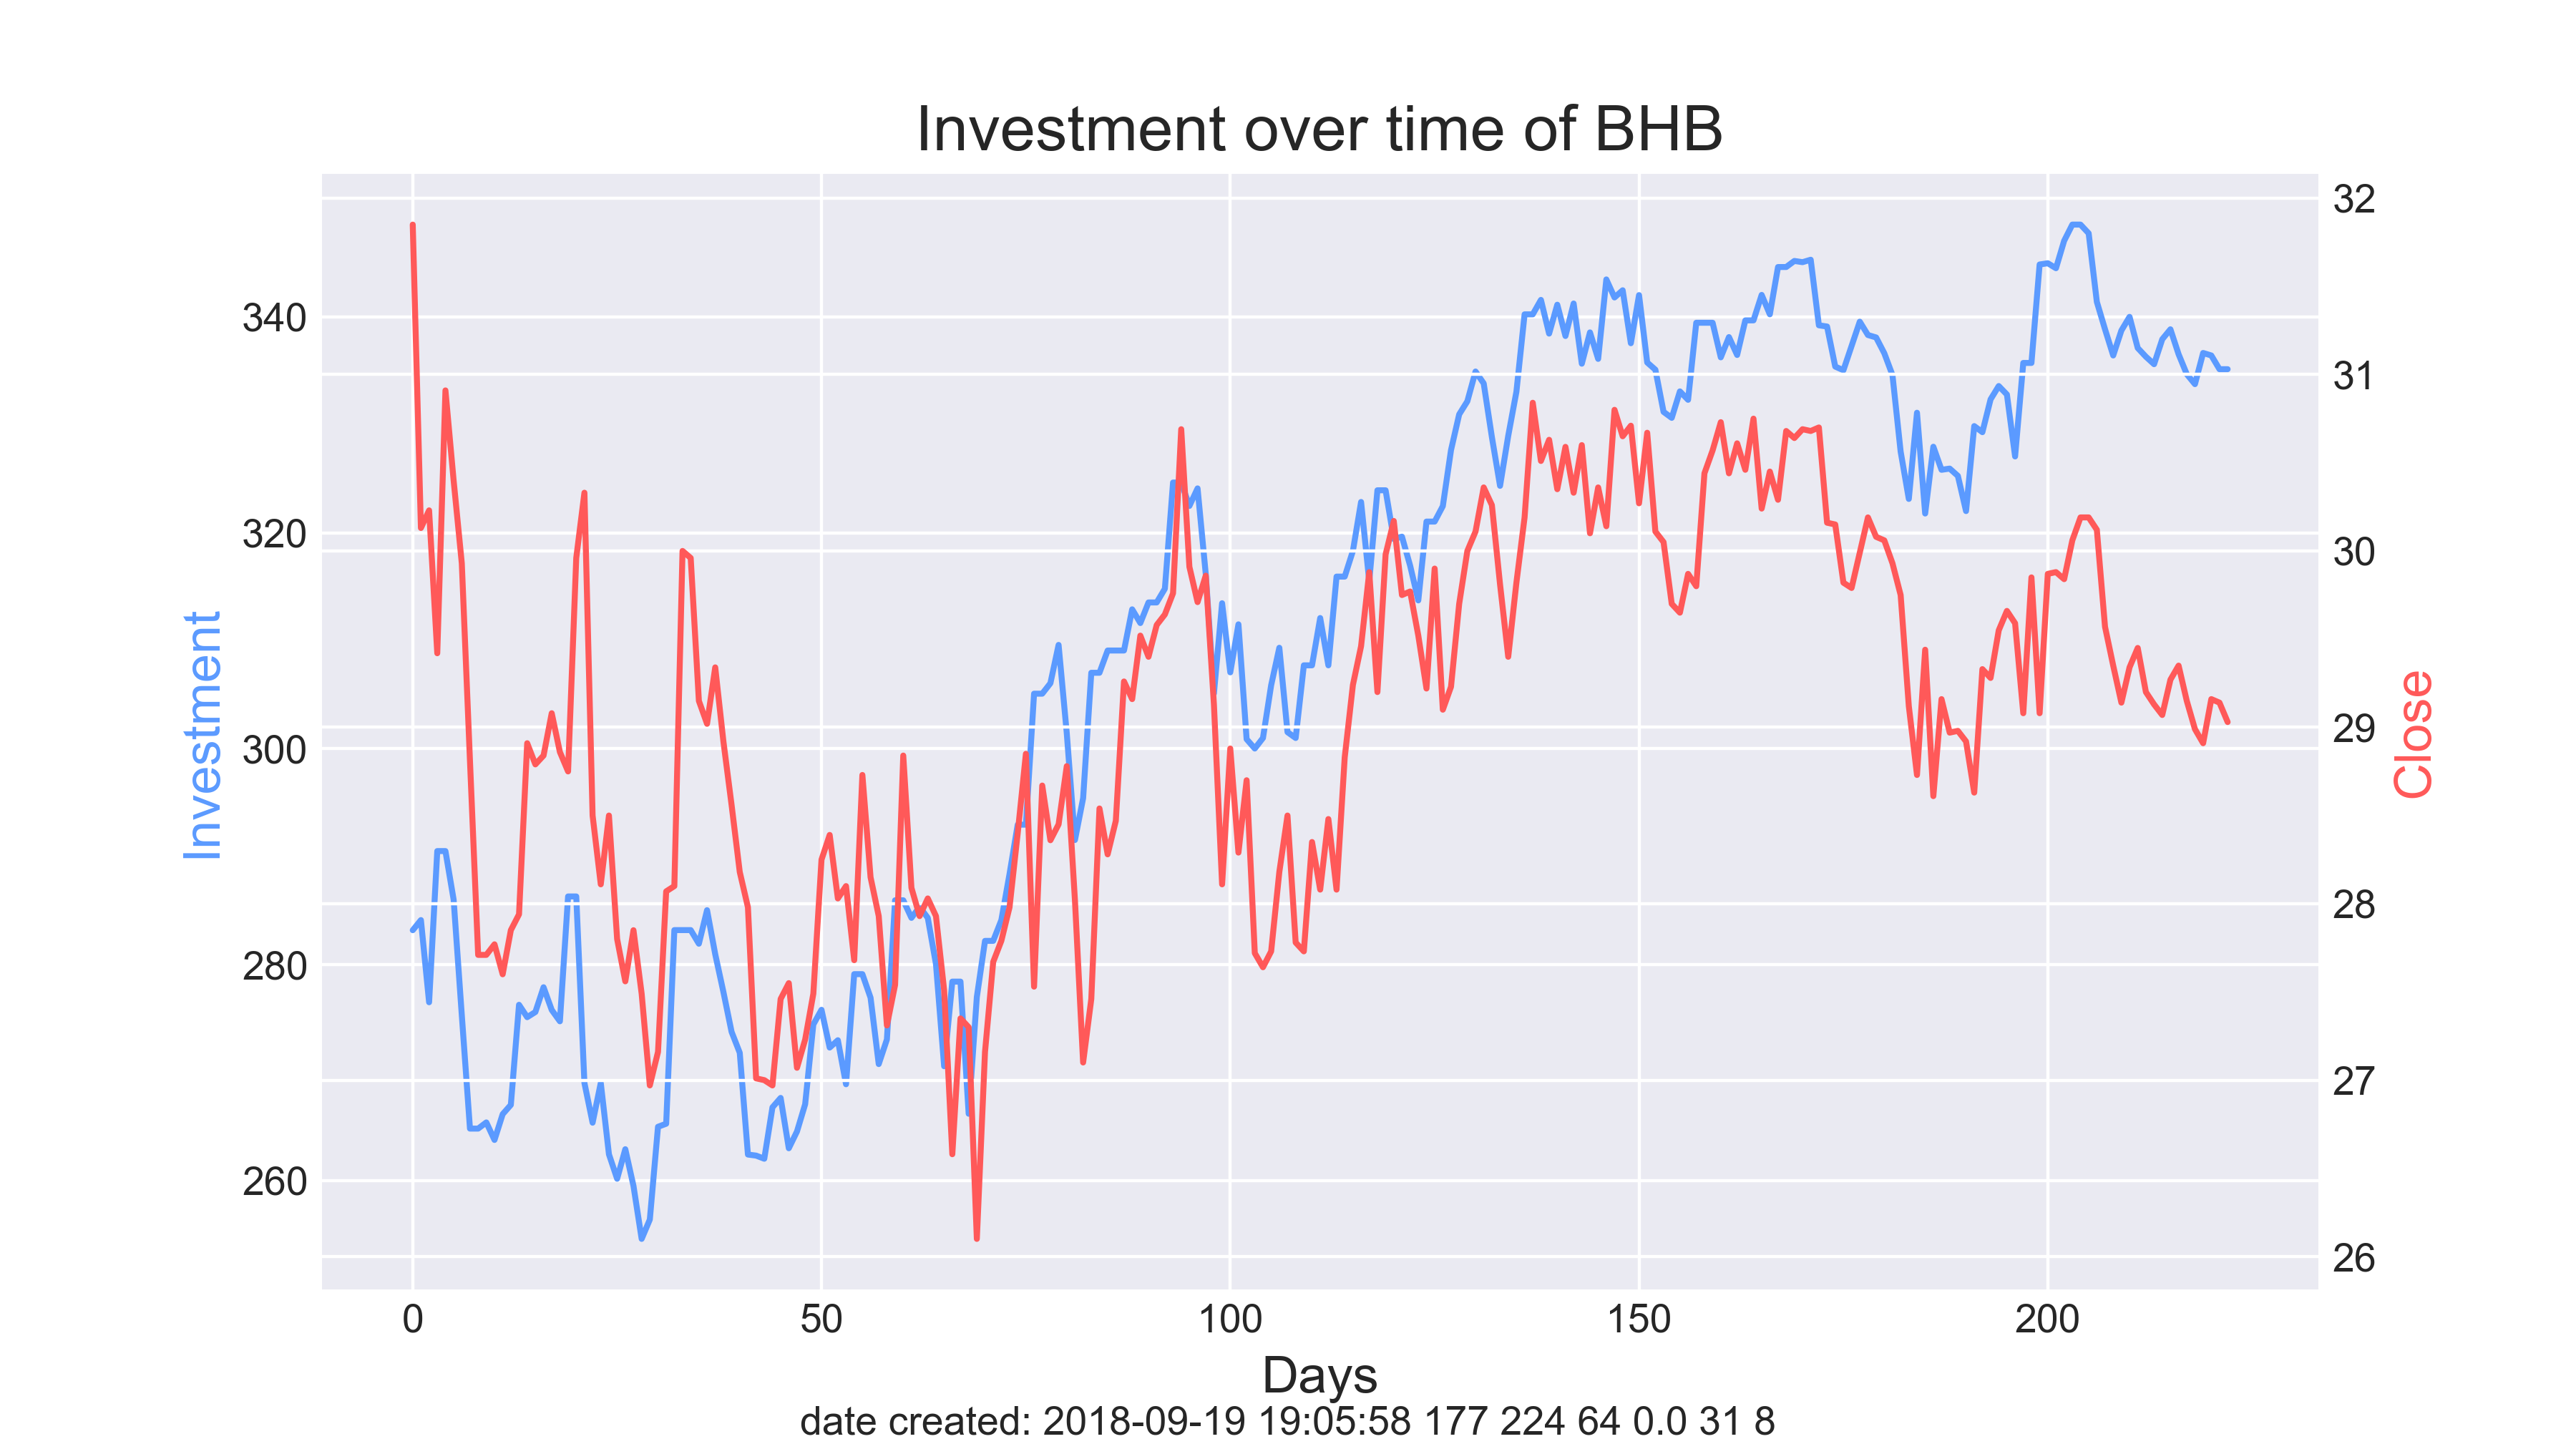 Investment over time of BHB
Investment
340
320
300
280
260
32
31
30
29
28
27
26
Close
0 50 100 150 200
Days
date created: 2018-09-19 19:05:58 177 224 64 0.0 31 8